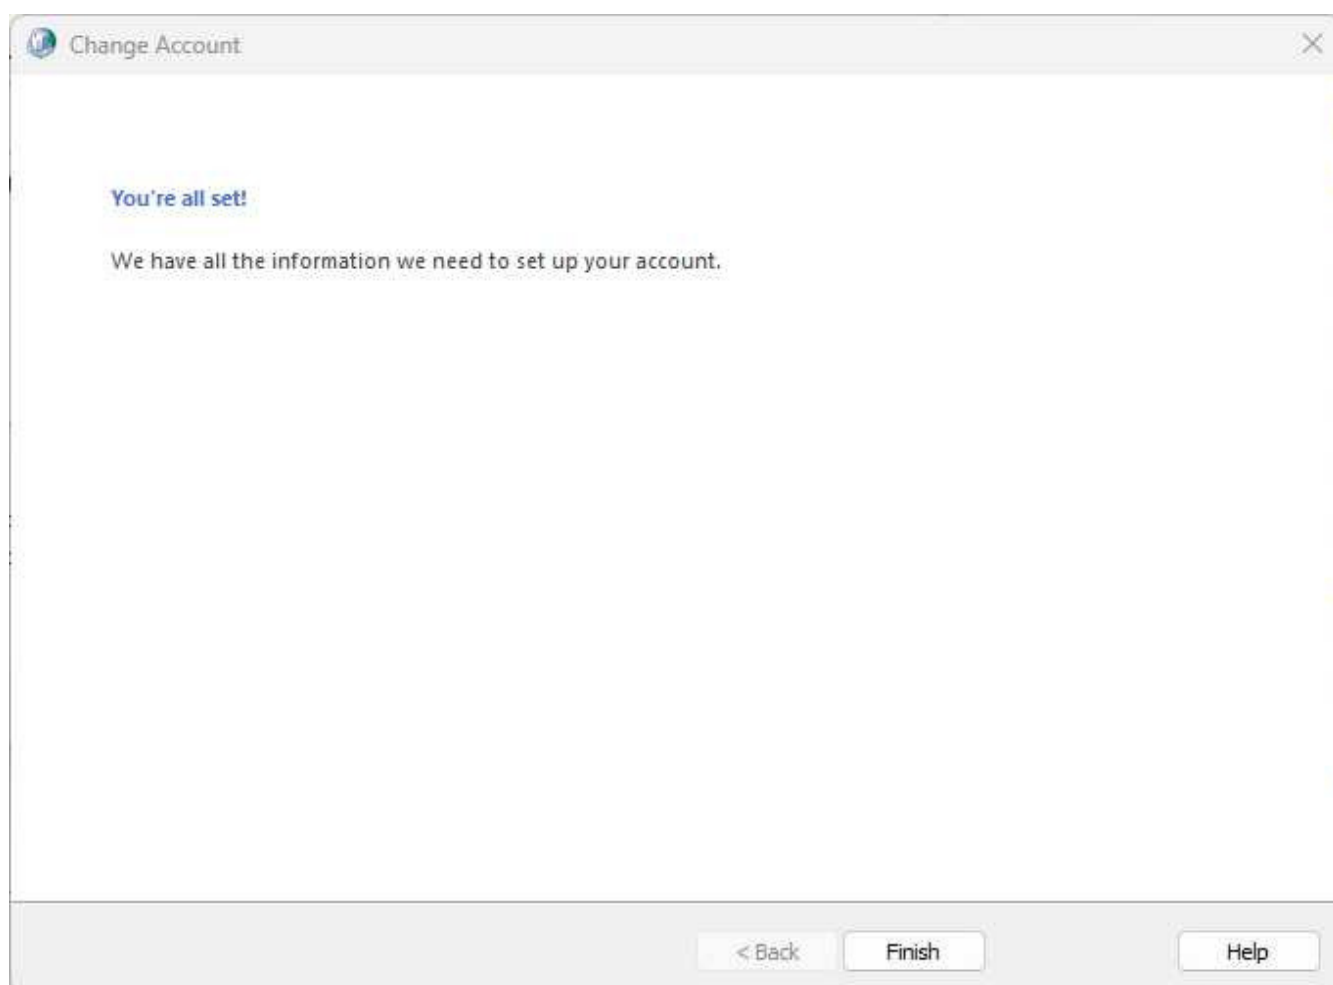 Change Account
You're all set!
We have all the information we need to set up your account.
< Back
Finish
Help